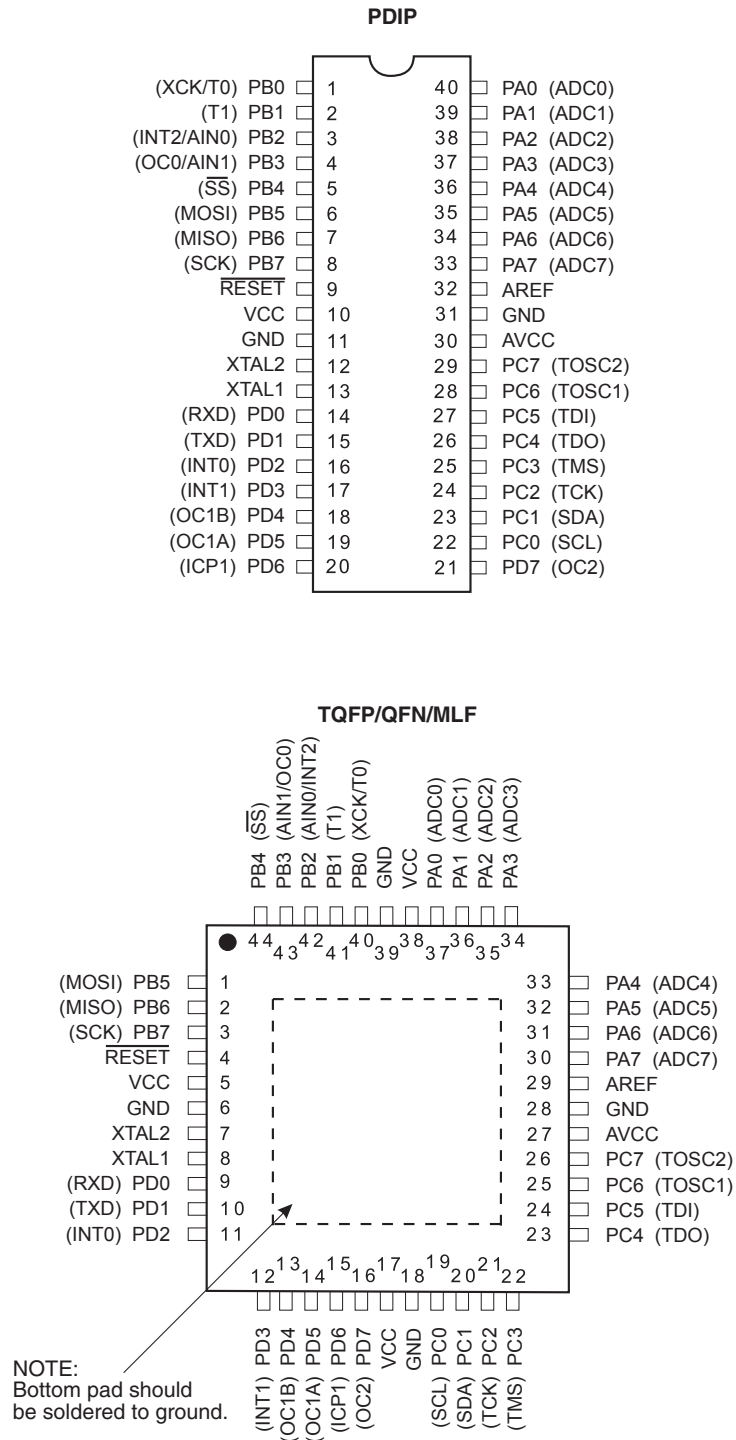 PDIP
(XCK/T0) PB0 1 40 PA0 (ADC0)
(T1) PB1 2 39 PA1 (ADC1)
(INT2/AIN0) PB2 3 38 PA2 (ADC2)
(OC0/AIN1) PB3 4 37 PA3 (ADC3)
(S̅S̅) PB4 5 36 PA4 (ADC4)
(MOSI) PB5 6 35 PA5 (ADC5)
(MISO) PB6 7 34 PA6 (ADC6)
(SCK) PB7 8 33 PA7 (ADC7)
R̅E̅S̅E̅T̅ 9 32 AREF
VCC 10 31 GND
GND 11 30 AVCC
XTAL2 12 29 PC7 (TOSC2)
XTAL1 13 28 PC6 (TOSC1)
(RXD) PD0 14 27 PC5 (TDI)
(TXD) PD1 15 26 PC4 (TDO)
(INT0) PD2 16 25 PC3 (TMS)
(INT1) PD3 17 24 PC2 (TCK)
(OC1B) PD4 18 23 PC1 (SDA)
(OC1A) PD5 19 22 PC0 (SCL)
(ICP1) PD6 20 21 PD7 (OC2)
TQFP/QFN/MLF
PB4 (S̅S̅)
PB3 (AIN1/OC0)
PB2 (AIN0/INT2)
PB1 (T1)
PB0 (XCK/T0)
GND
VCC
PA0 (ADC0)
PA1 (ADC1)
PA2 (ADC2)
PA3 (ADC3)
44 43 42 41 40 39 38 37 36 35 34
(MOSI) PB5 1 33 PA4 (ADC4)
(MISO) PB6 2 32 PA5 (ADC5)
(SCK) PB7 3 31 PA6 (ADC6)
R̅E̅S̅E̅T̅ 4 30 PA7 (ADC7)
VCC 5 29 AREF
GND 6 28 GND
XTAL2 7 27 AVCC
XTAL1 8 26 PC7 (TOSC2)
(RXD) PD0 9 25 PC6 (TOSC1)
(TXD) PD1 10 24 PC5 (TDI)
(INT0) PD2 11 23 PC4 (TDO)
12 13 14 15 16 17 18 19 20 21 22
(INT1) PD3
(OC1B) PD4
(OC1A) PD5
(ICP1) PD6
(OC2) PD7
VCC
GND
(SCL) PC0
(SDA) PC1
(TCK) PC2
(TMS) PC3
NOTE:
Bottom pad should
be soldered to ground.